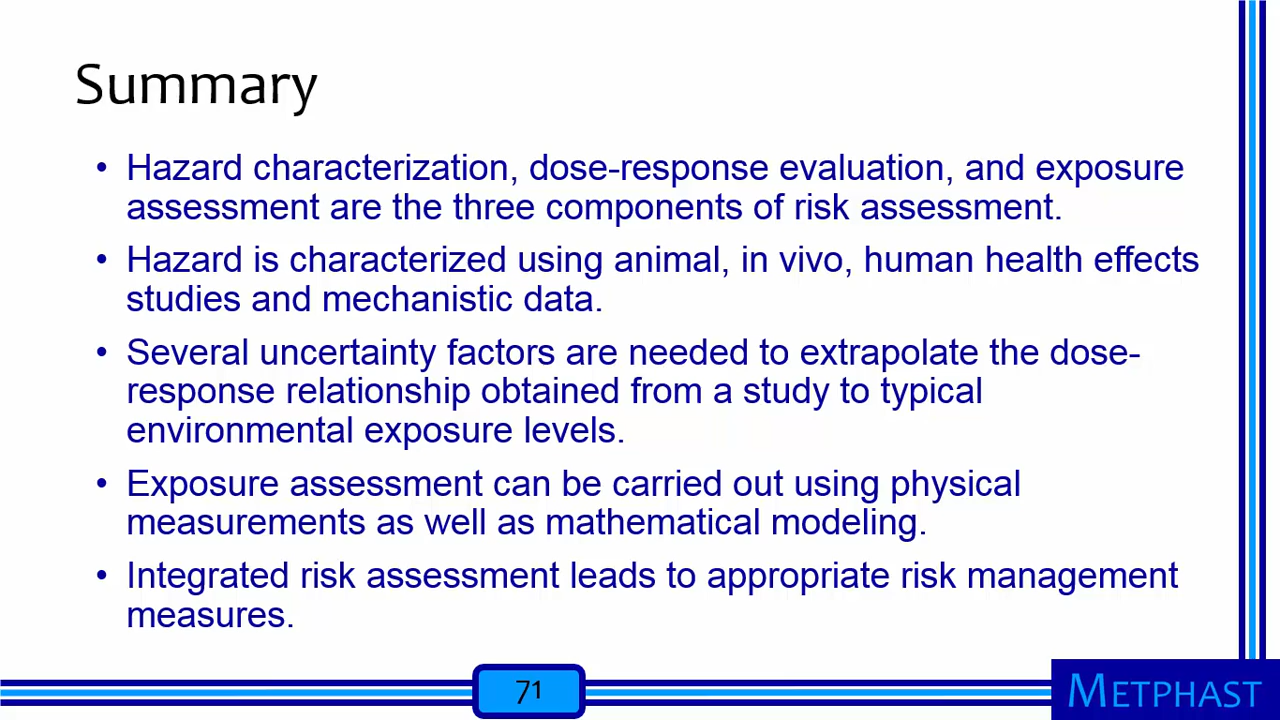 Summary
• Hazard characterization, dose-response evaluation, and exposure
assessment are the three components of risk assessment.
• Hazard is characterized using animal, in vivo, human health effects
studies and mechanistic data.
• Several uncertainty factors are needed to extrapolate the dose-
response relationship obtained from a study to typical
environmental exposure levels.
• Exposure assessment can be carried out using physical
measurements as well as mathematical modeling.
• Integrated risk assessment leads to appropriate risk management
measures.
71
METPHAST